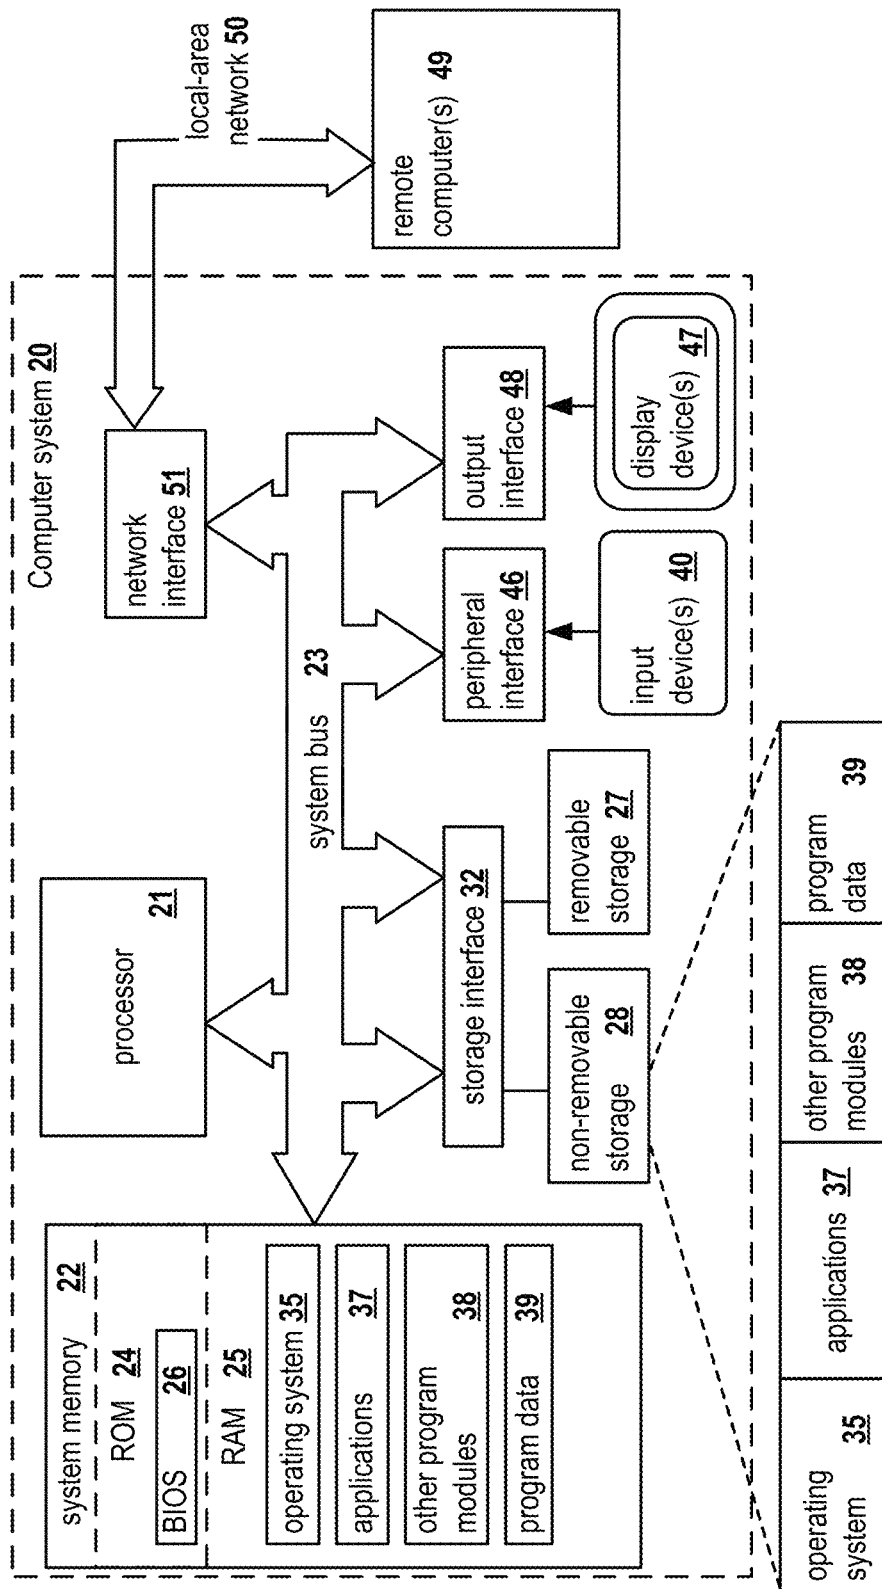 Computer system 20
system memory 22
ROM 24
BIOS 26
RAM 25
operating system 35
applications 37
other program
modules 38
program data 39
processor
21
network
interface 51
local-area
network 50
system bus 23
storage interface 32
peripheral
interface 46
output
interface 48
remote
computer(s) 49
non-removable
storage 28
removable
storage 27
input
device(s) 40
display
device(s) 47
operating
system 35
applications 37
other program
modules 38
program
data 39